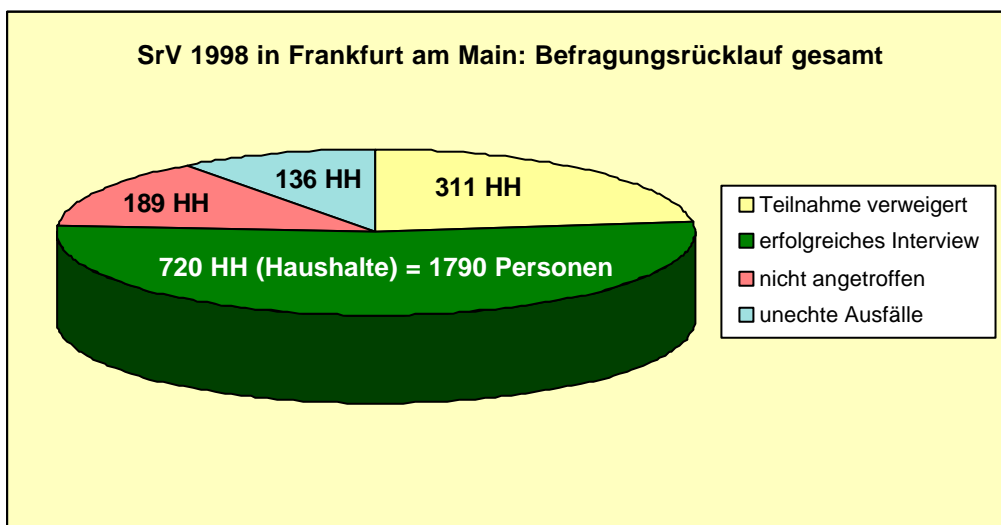 SrV 1998 in Frankfurt am Main: Befragungsrücklauf gesamt
136 HH
311 HH
189 HH
720 HH (Haushalte) = 1790 Personen
Teilnahme verweigert
erfolgreiches Interview
nicht angetroffen
unechte Ausfälle